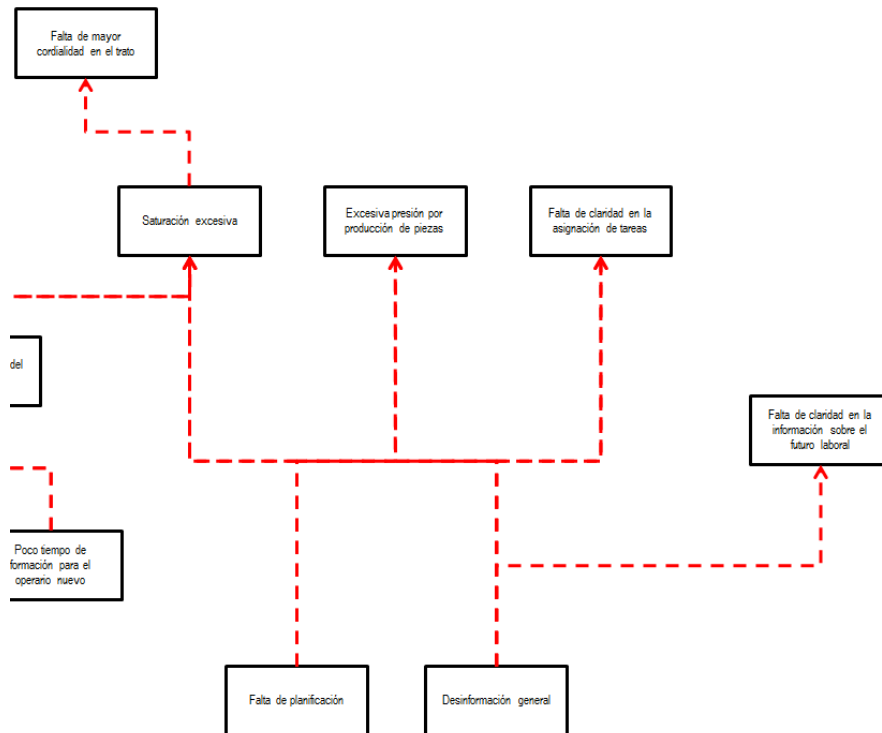 Falta de mayor
cordialidad en el trato
Saturación excesiva
Excesiva presión por
producción de piezas
Falta de claridad en la
asignación de tareas
del
Falta de claridad en la
información sobre el
futuro laboral
Poco tiempo de
formación para el
operario nuevo
Falta de planificación
Desinformación general